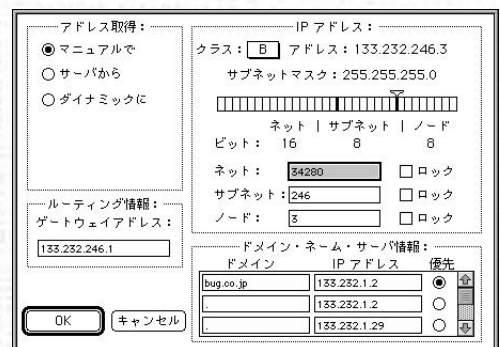 アドレス取得：
マニュアルで
サーバから
ダイナミックに
ルーティング情報：
ゲートウェイアドレス：
133.232.246.1
OK
キャンセル
IP アドレス：
クラス： B アドレス：133.232.246.3
サブネットマスク：255.255.255.0
ネット | サブネット | ノード
ビット： 16 8 8
ネット： 34280 ロック
サブネット： 246 ロック
ノード： 3 ロック
ドメイン・ネーム・サーバ情報：
ドメイン IP アドレス 優先
bug.co.jp 133.232.1.2
. 133.232.1.2
. 133.232.1.29